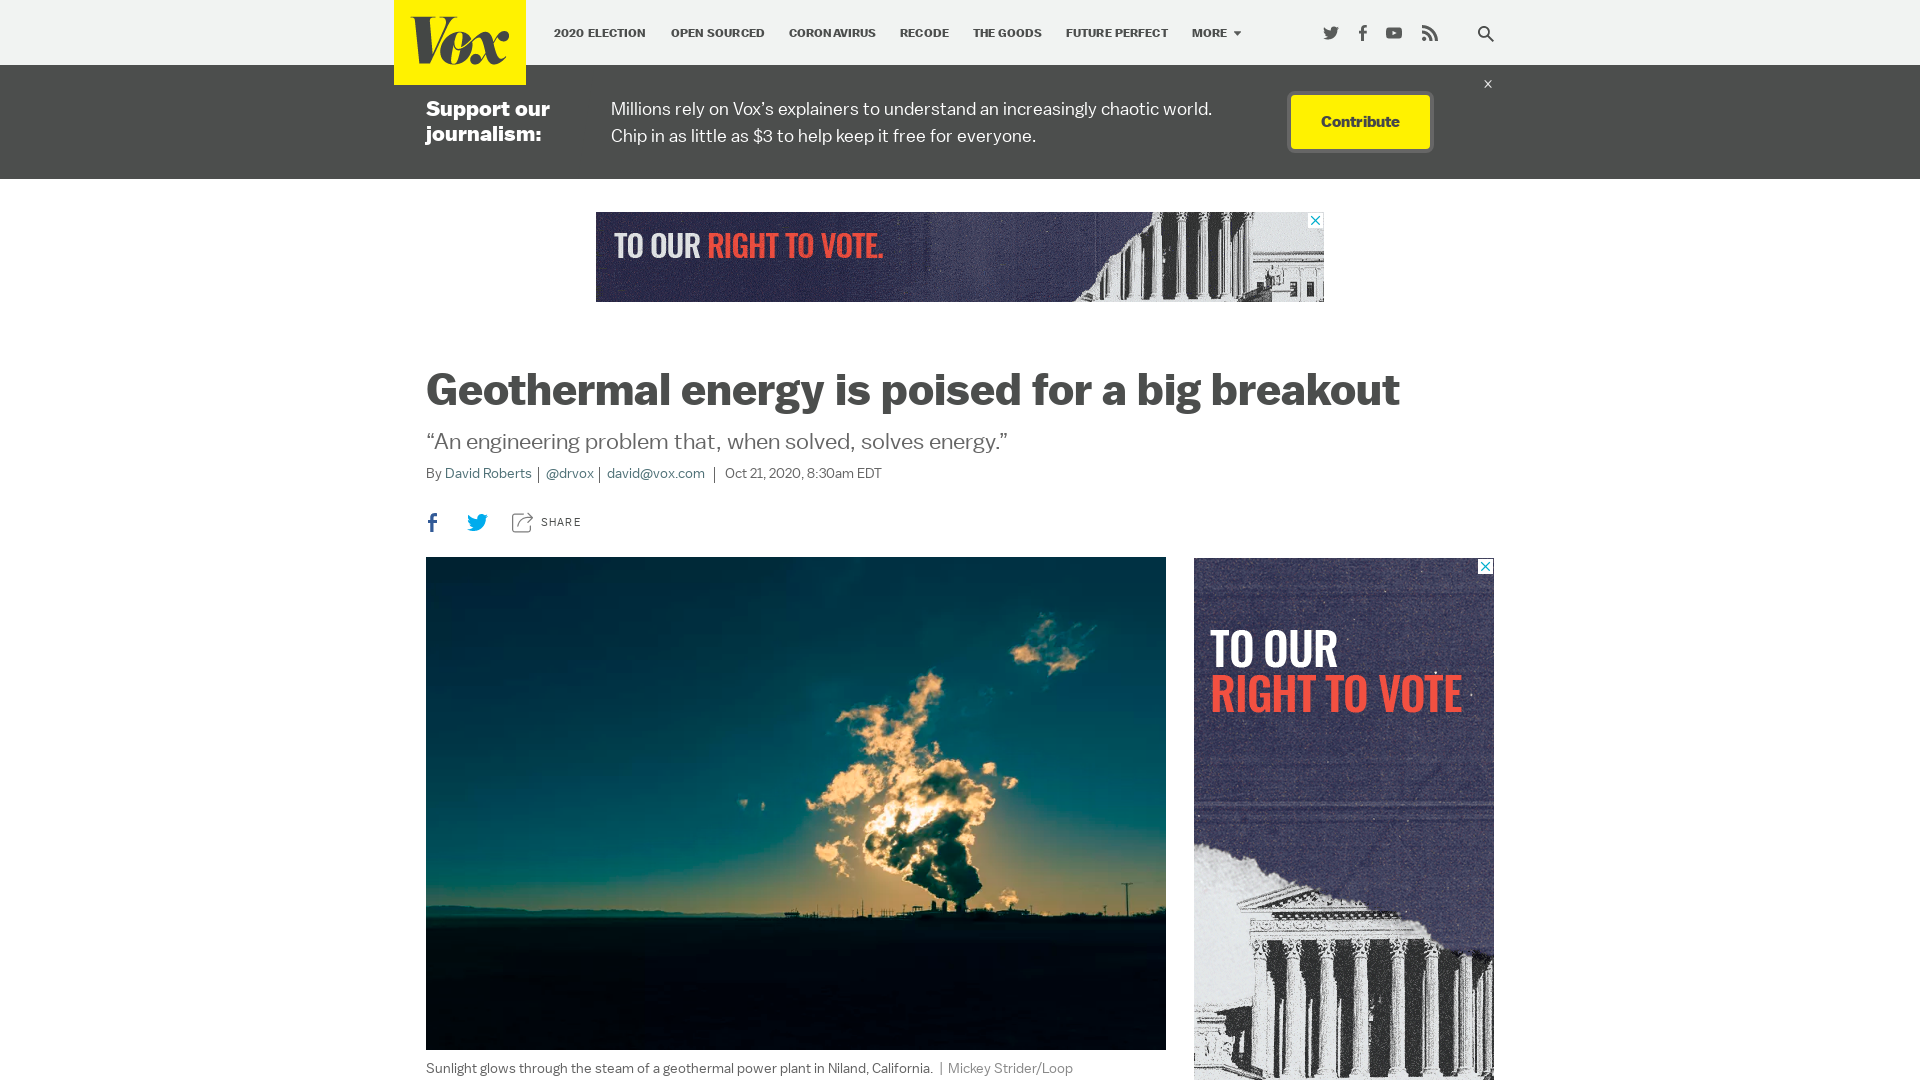 Vox
2020 ELECTION
OPEN SOURCED
CORONAVIRUS
RECODE
THE GOODS
FUTURE PERFECT
MORE
x
Support our
journalism:
Millions rely on Vox’s explainers to understand an increasingly chaotic world.
Chip in as little as $3 to help keep it free for everyone.
Contribute
TO OUR RIGHT TO VOTE.
Geothermal energy is poised for a big breakout
“An engineering problem that, when solved, solves energy.”
By David Roberts | @drvox | david@vox.com | Oct 21, 2020, 8:30am EDT
SHARE
TO OUR
RIGHT TO VOTE
Sunlight glows through the steam of a geothermal power plant in Niland, California. | Mickey Strider/Loop